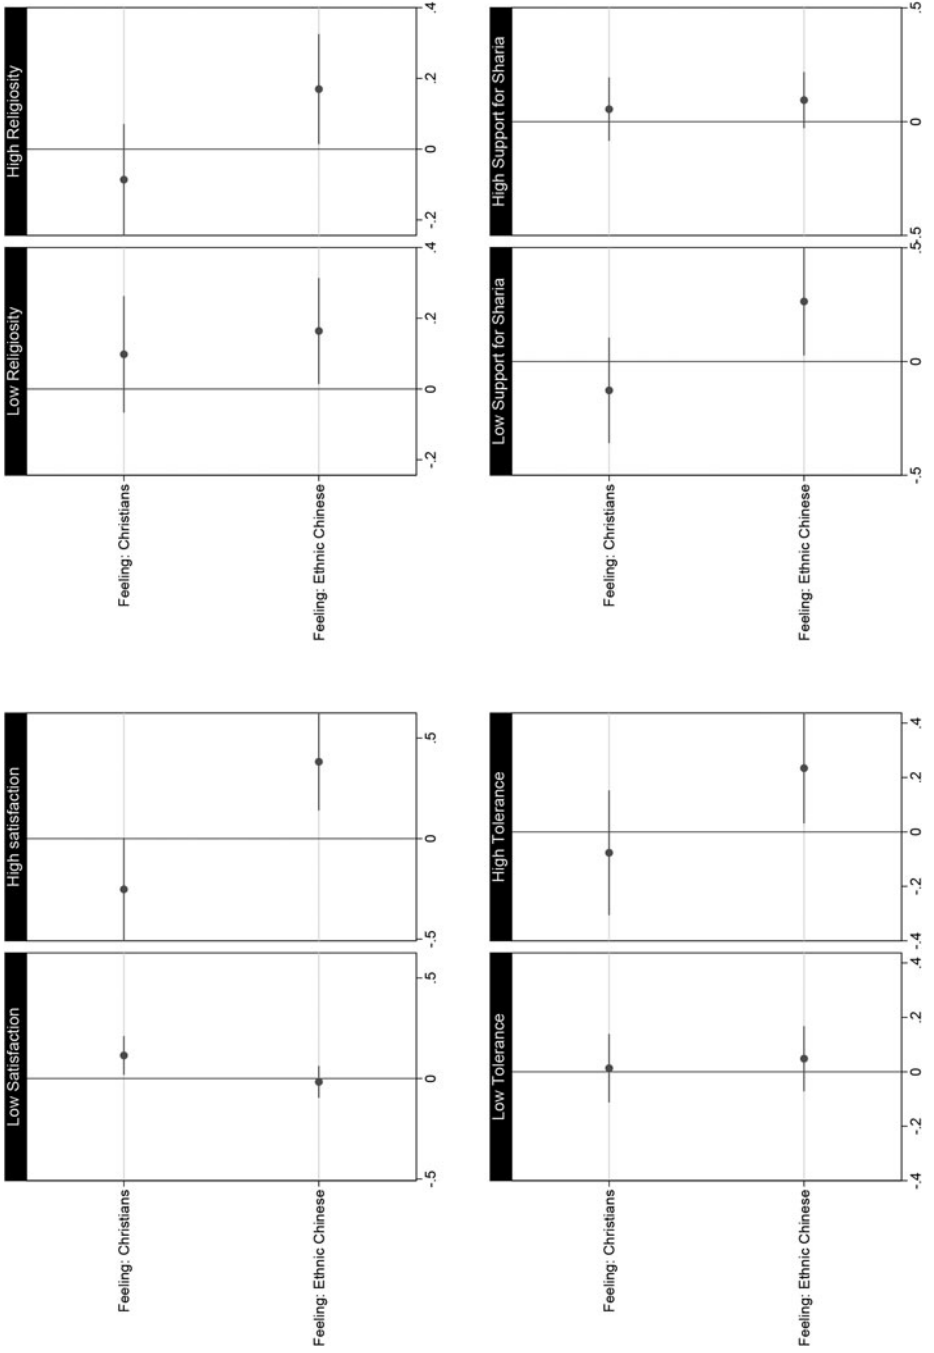 Low Satisfaction
High satisfaction
Feeling: Christians
Feeling: Ethnic Chinese
-.5 0 .5
-.5 0 .5
Low Religiosity
High Religiosity
Feeling: Christians
Feeling: Ethnic Chinese
-.2 0 .2 .4
-.2 0 .2 .4
Low Tolerance
High Tolerance
Feeling: Christians
Feeling: Ethnic Chinese
-.4 -.2 0 .2 .4
-.4 -.2 0 .2 .4
Low Support for Sharia
High Support for Sharia
Feeling: Christians
Feeling: Ethnic Chinese
-.5 0 .5
.5 0 .5